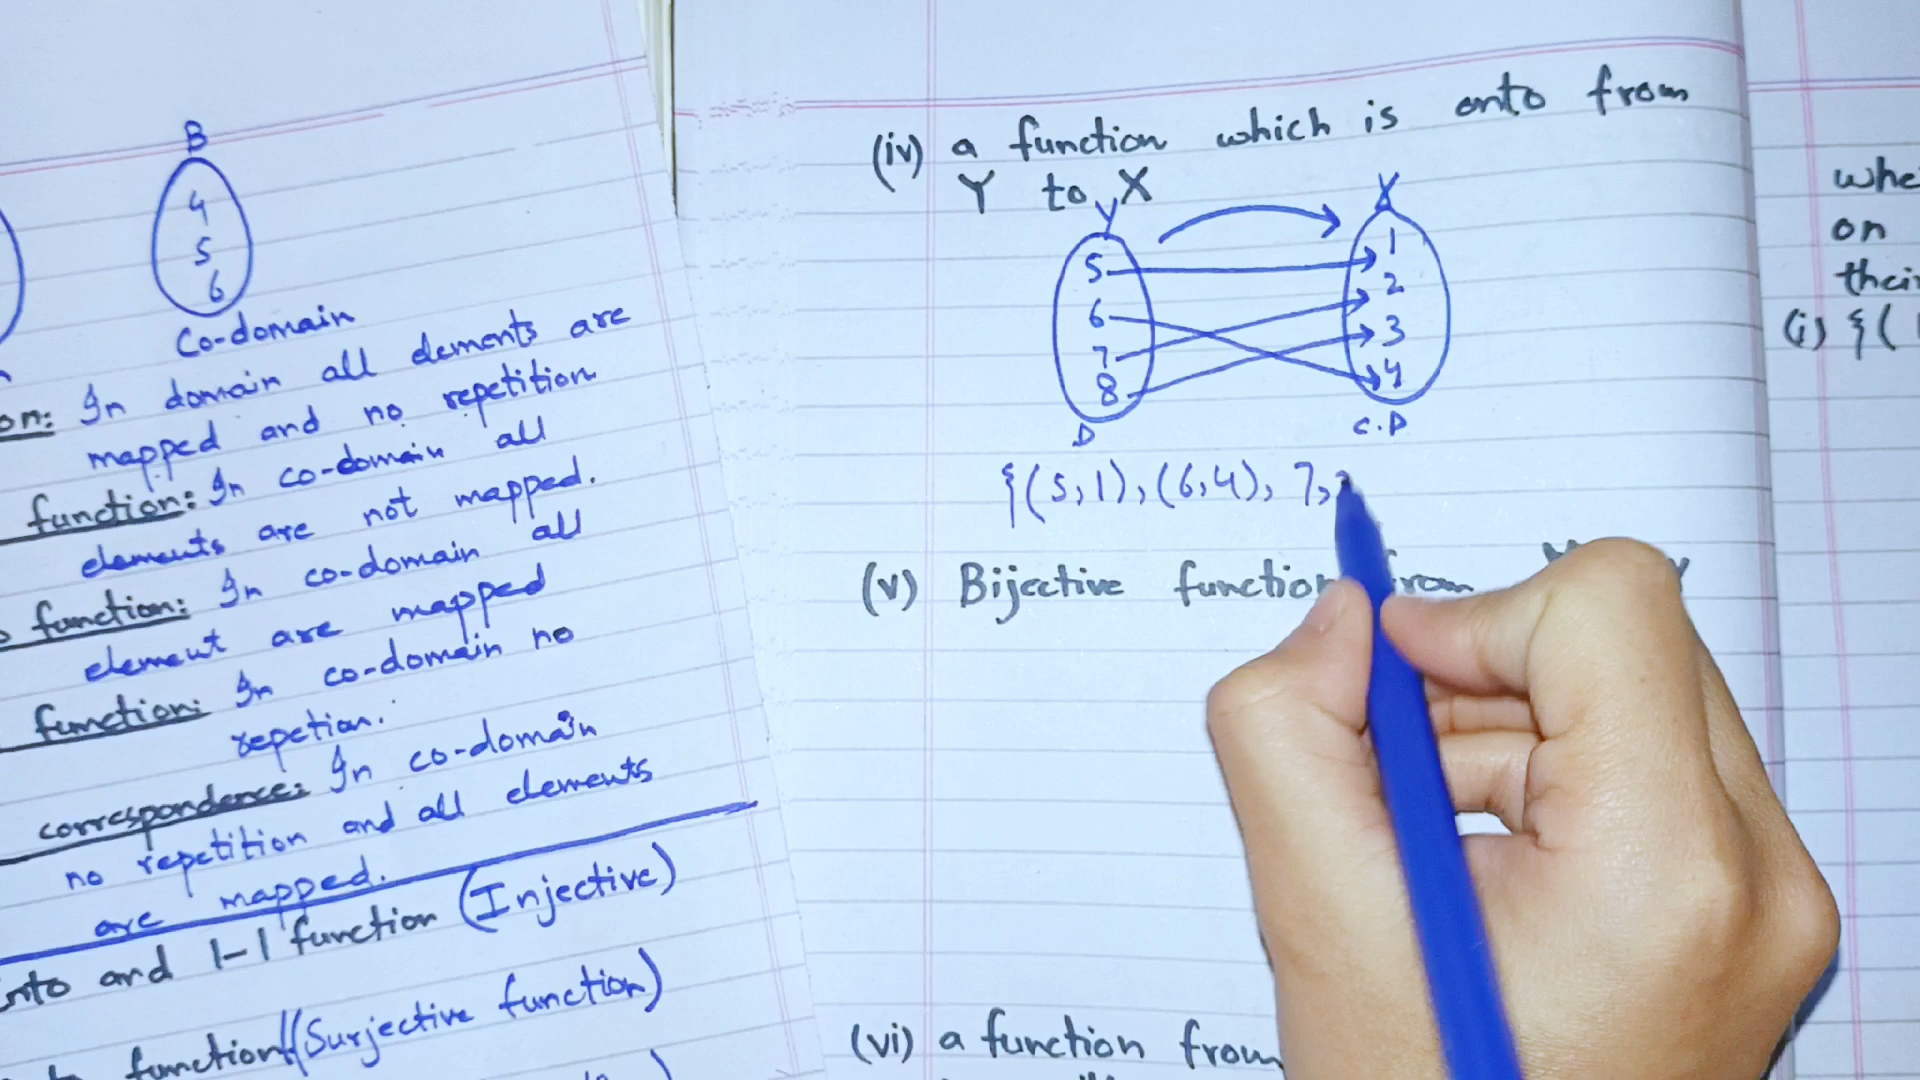 B
4
5
6
Co-domain
on: In domain all elements are
mapped and no repetition
function: In co-domain all
elements are not mapped.
function: In co-domain all
element are mapped
function: In co-domain no
repetion.
correspondence: In co-domain
no repetition and all elements
are mapped.
onto and 1-1 function (Injective)
function (Surjective function)
(iv) a function which is onto from
Y to X
Y X
5 1
6 2
7 3
8 4
D C.D
{(5,1), (6,4), 7,
(v) Bijective function from
(vi) a function from
whe
on
their
(i) {(1